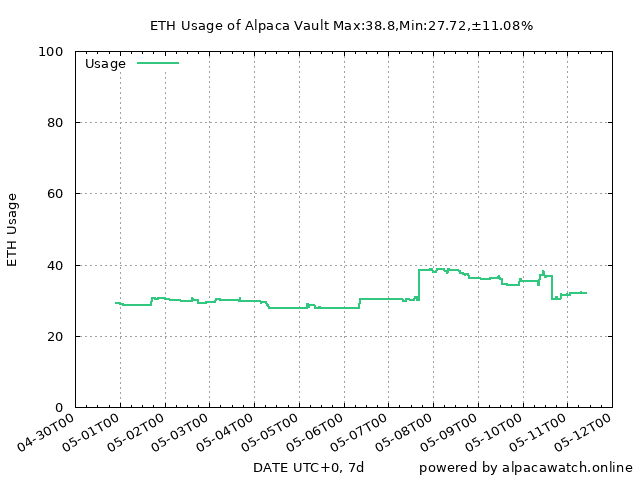 ETH Usage of Alpaca Vault Max:38.8,Min:27.72,±11.08%
Usage
ETH Usage
100
80
60
40
20
0
04-30T00
05-01T00
05-02T00
05-03T00
05-04T00
05-05T00
05-06T00
05-07T00
05-08T00
05-09T00
05-10T00
05-11T00
05-12T00
DATE UTC+0, 7d
powered by alpacawatch.online